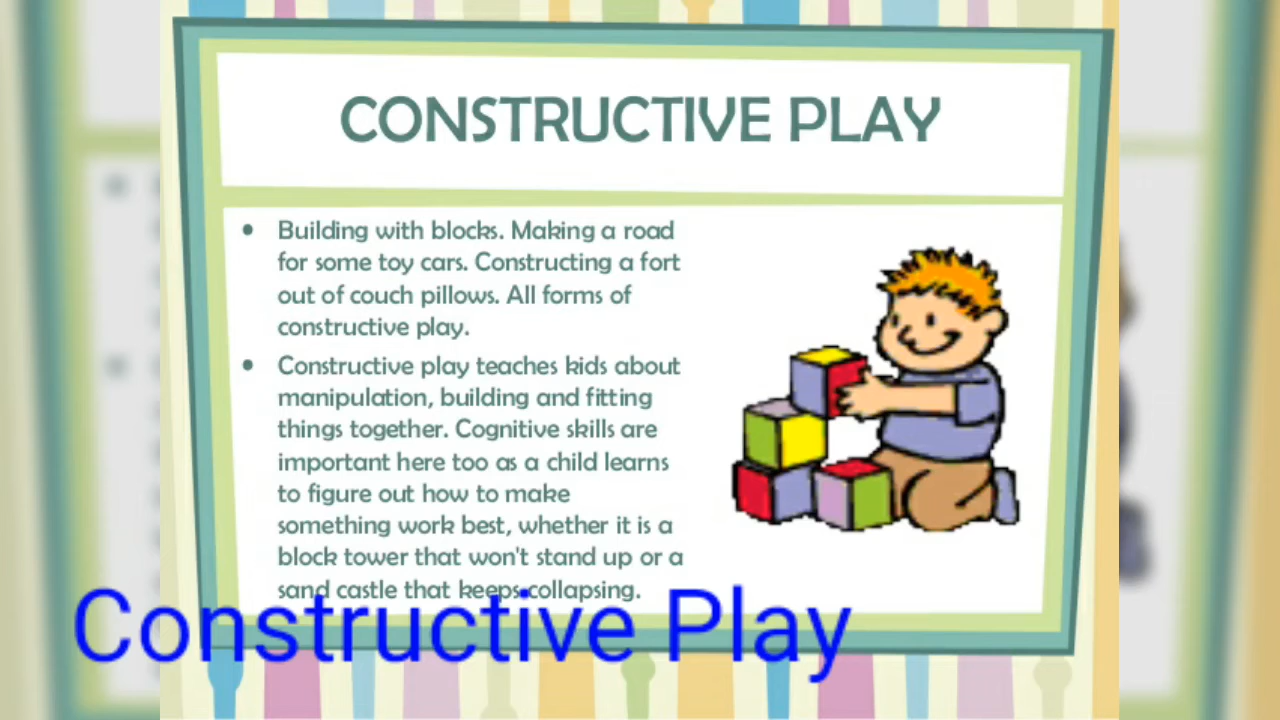 CONSTRUCTIVE PLAY
• Building with blocks. Making a road
for some toy cars. Constructing a fort
out of couch pillows. All forms of
constructive play.
• Constructive play teaches kids about
manipulation, building and fitting
things together. Cognitive skills are
important here too as a child learns
to figure out how to make
something work best, whether it is a
block tower that won't stand up or a
sand castle that keeps collapsing.
Constructive Play